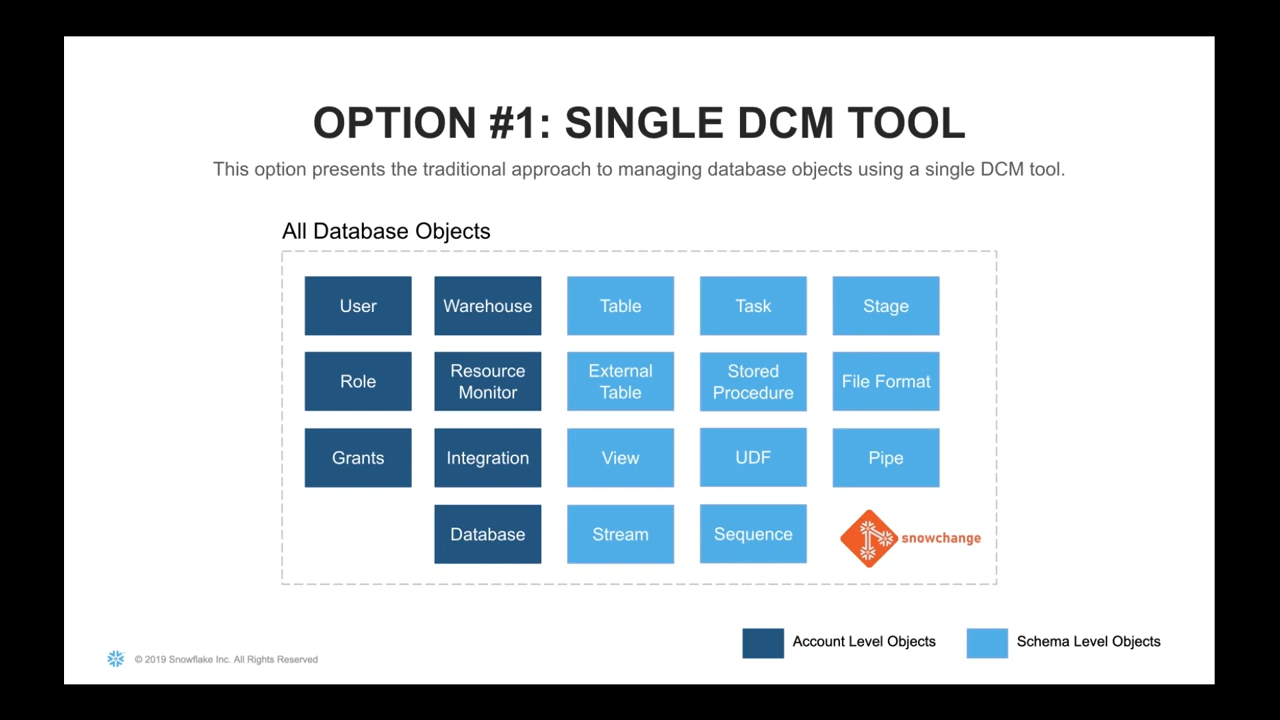 OPTION #1: SINGLE DCM TOOL
This option presents the traditional approach to managing database objects using a single DCM tool.
All Database Objects
User
Warehouse
Table
Task
Stage
Role
Resource
Monitor
External
Table
Stored
Procedure
File Format
Grants
Integration
View
UDF
Pipe
Database
Stream
Sequence
snowchange
Account Level Objects
Schema Level Objects
© 2019 Snowflake Inc. All Rights Reserved